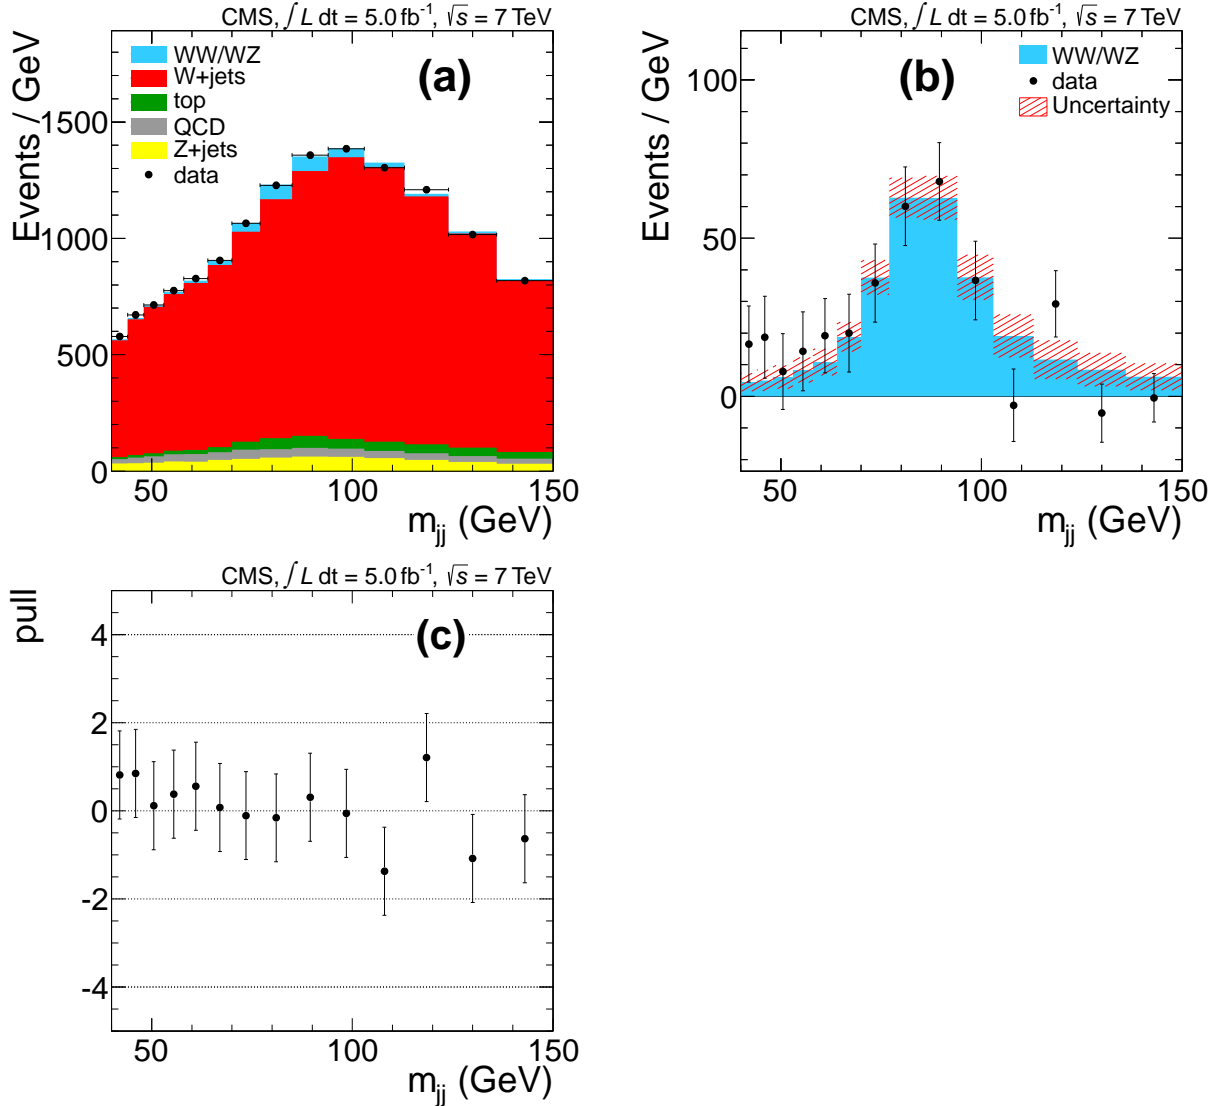 CMS, ∫ L dt = 5.0 fb⁻¹, √s = 7 TeV
Events / GeV
(a)
WW/WZ
W+jets
top
QCD
Z+jets
data
1500
1000
500
0
50 100 150
m_jj (GeV)
CMS, ∫ L dt = 5.0 fb⁻¹, √s = 7 TeV
Events / GeV
(b)
WW/WZ
data
Uncertainty
100
50
0
50 100 150
m_jj (GeV)
CMS, ∫ L dt = 5.0 fb⁻¹, √s = 7 TeV
pull
(c)
4
2
0
-2
-4
50 100 150
m_jj (GeV)